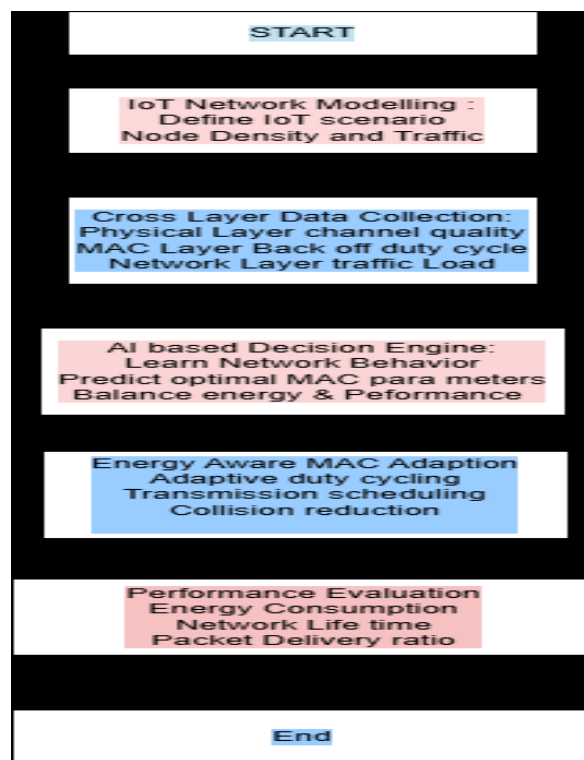 START
IoT Network Modelling :
Define IoT scenario
Node Density and Traffic
Cross Layer Data Collection:
Physical Layer channel quality
MAC Layer Back off duty cycle
Network Layer traffic Load
AI based Decision Engine:
Learn Network Behavior
Predict optimal MAC para meters
Balance energy & Peformance
Energy Aware MAC Adaption
Adaptive duty cycling
Transmission scheduling
Collision reduction
Performance Evaluation
Energy Consumption
Network Life time
Packet Delivery ratio
End